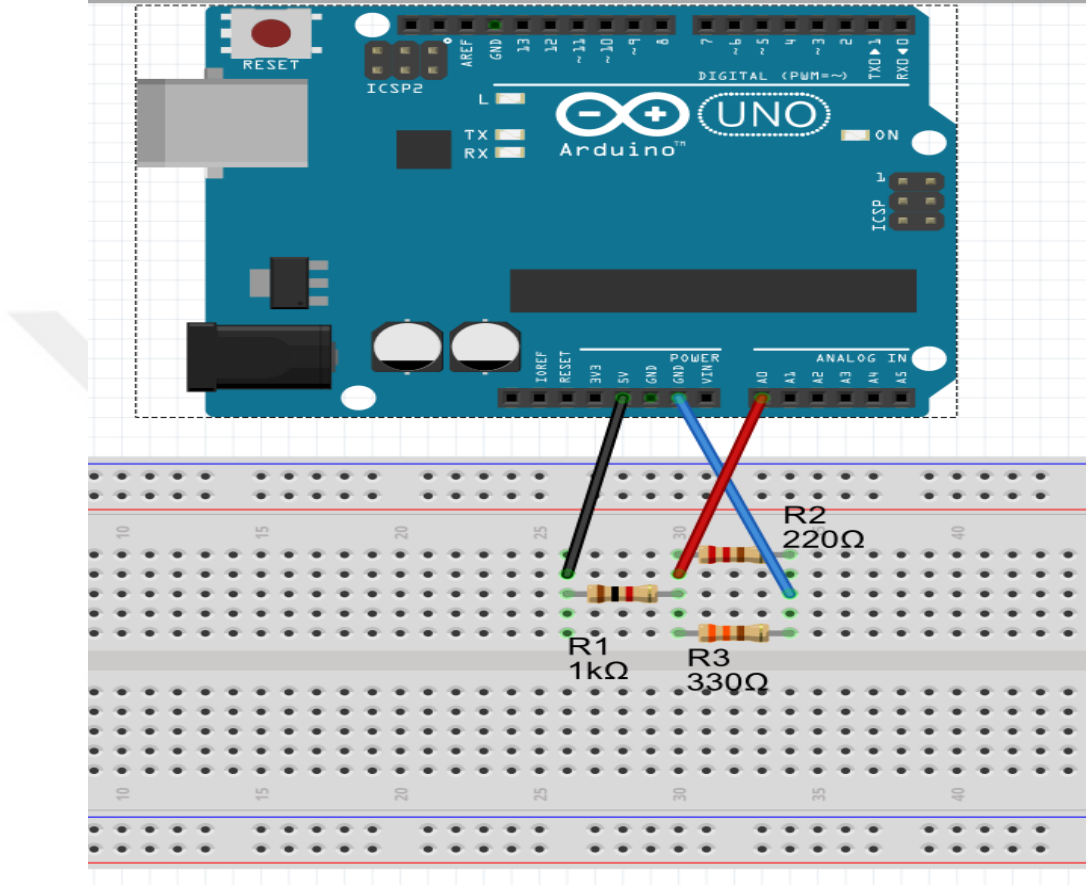 RESET
ICSP2
AREF
GND
13
12
~11
~10
~9
8
7
~6
~5
4
~3
2
TXD▶1
RXD◀0
DIGITAL (PWM=~)
L
TX
RX
UNO
Arduino™
ON
1
ICSP
POWER
ANALOG IN
IOREF
RESET
3V3
5V
GND
GND
VIN
A0
A1
A2
A3
A4
A5
10 15 20 25 30 35 40
R2
220Ω
R1
1kΩ
R3
330Ω
10 15 20 25 30 35 40